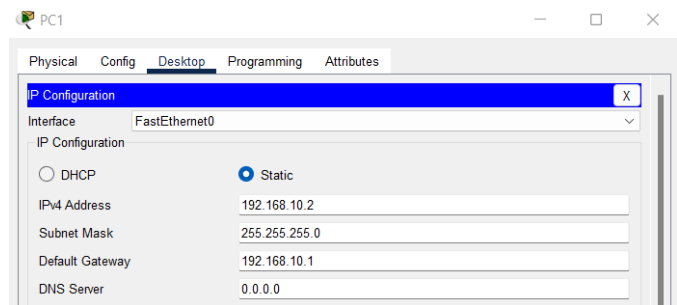 PC1
Physical Config Desktop Programming Attributes
IP Configuration X
Interface FastEthernet0
IP Configuration
DHCP Static
IPv4 Address 192.168.10.2
Subnet Mask 255.255.255.0
Default Gateway 192.168.10.1
DNS Server 0.0.0.0